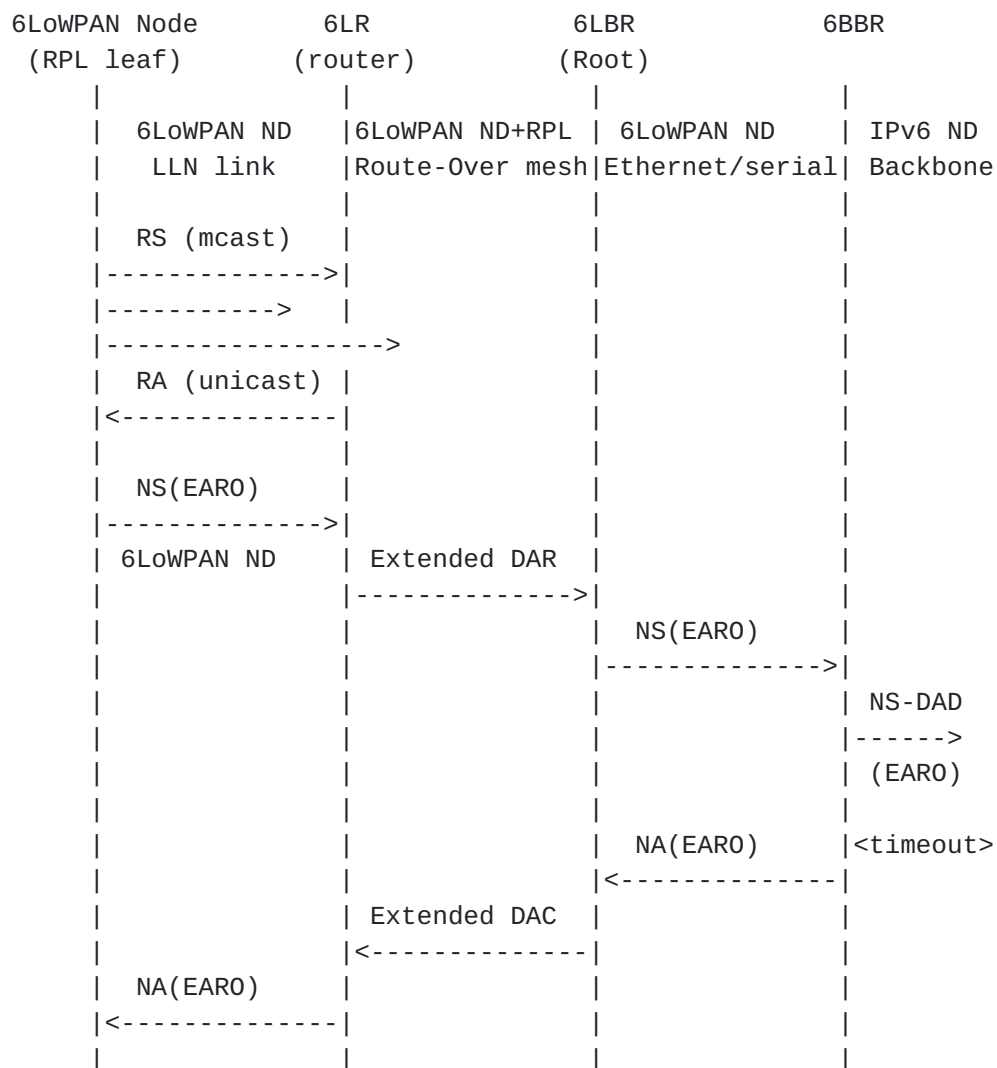 6LoWPAN Node        6LR             6LBR            6BBR
 (RPL leaf)       (router)         (Root)
6LoWPAN ND   6LoWPAN ND+RPL   6LoWPAN ND   IPv6 ND
LLN link   Route-Over mesh   Ethernet/serial   Backbone
RS (mcast)
RA (unicast)
NS(EARO)
6LoWPAN ND   Extended DAR
NS(EARO)
NS-DAD
(EARO)
NA(EARO)   <timeout>
Extended DAC
NA(EARO)